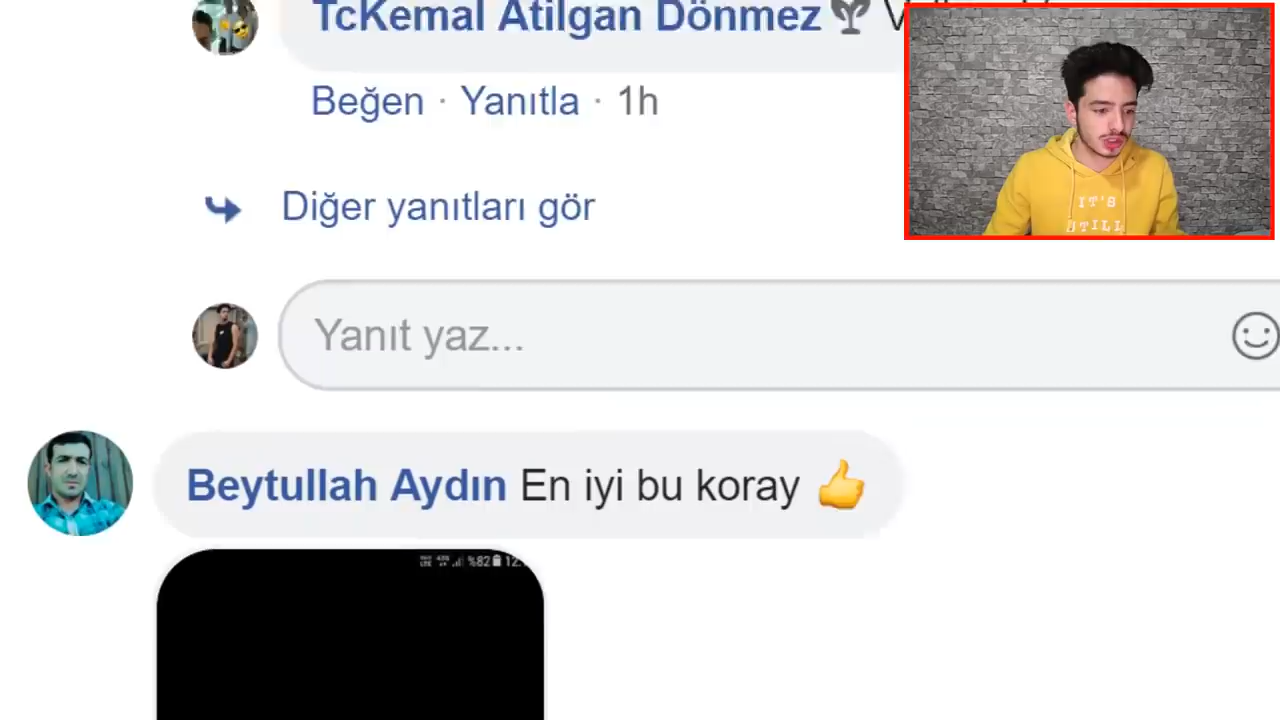 TcKemal Atilgan Dönmez
Beğen · Yanıtla · 1h
IT'S
STILL
Diğer yanıtları gör
Yanıt yaz...
Beytullah Aydın En iyi bu koray 👍
%82